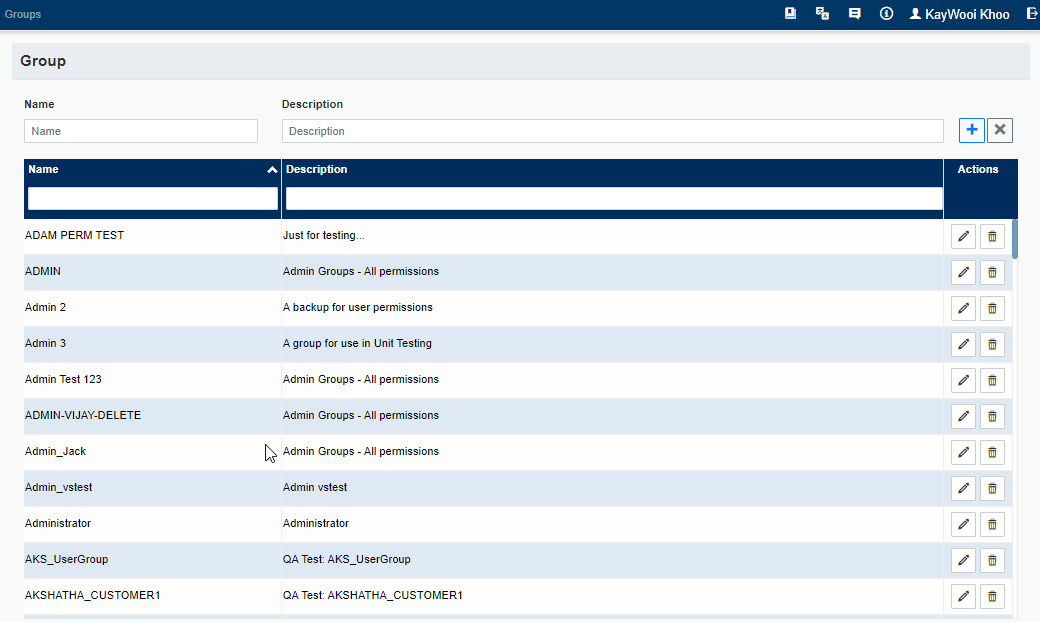 Groups KayWooi Khoo
Group
Name Description
Name Description
Name Description Actions
ADAM PERM TEST Just for testing...
ADMIN Admin Groups - All permissions
Admin 2 A backup for user permissions
Admin 3 A group for use in Unit Testing
Admin Test 123 Admin Groups - All permissions
ADMIN-VIJAY-DELETE Admin Groups - All permissions
Admin_Jack Admin Groups - All permissions
Admin_vstest Admin vstest
Administrator Administrator
AKS_UserGroup QA Test: AKS_UserGroup
AKSHATHA_CUSTOMER1 QA Test: AKSHATHA_CUSTOMER1